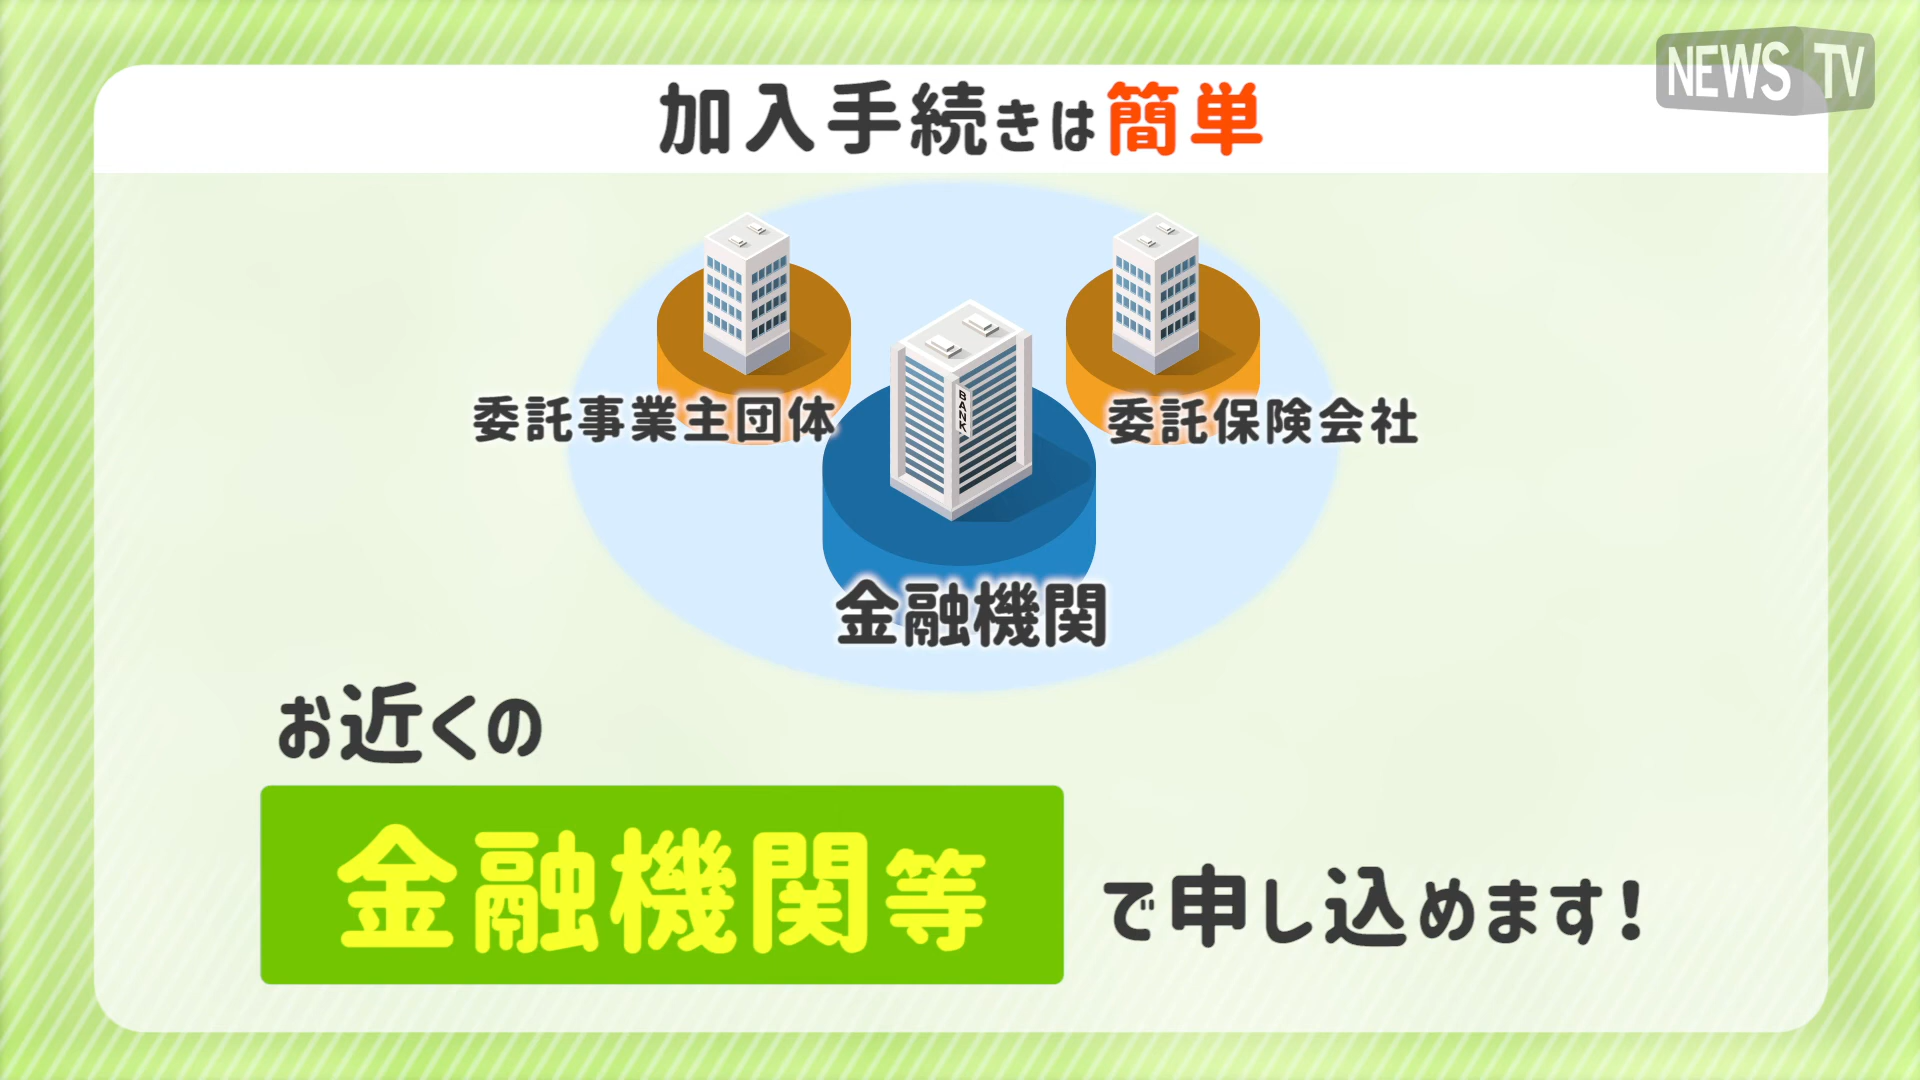 NEWS TV
加入手続きは簡単
BANK
委託事業主団体
委託保険会社
金融機関
お近くの
金融機関等で申し込めます!